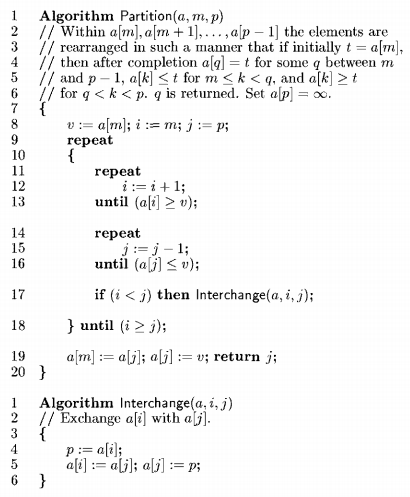 1 Algorithm Partition(a, m, p)
2 // Within a[m], a[m + 1], . . . , a[p − 1] the elements are
3 // rearranged in such a manner that if initially t = a[m],
4 // then after completion a[q] = t for some q between m
5 // and p − 1, a[k] ≤ t for m ≤ k < q, and a[k] ≥ t
6 // for q < k < p. q is returned. Set a[p] = ∞.
7 {
8 v := a[m]; i := m; j := p;
9 repeat
10 {
11 repeat
12 i := i + 1;
13 until (a[i] ≥ v);
14 repeat
15 j := j − 1;
16 until (a[j] ≤ v);
17 if (i < j) then Interchange(a, i, j);
18 } until (i ≥ j);
19 a[m] := a[j]; a[j] := v; return j;
20 }
1 Algorithm Interchange(a, i, j)
2 // Exchange a[i] with a[j].
3 {
4 p := a[i];
5 a[i] := a[j]; a[j] := p;
6 }